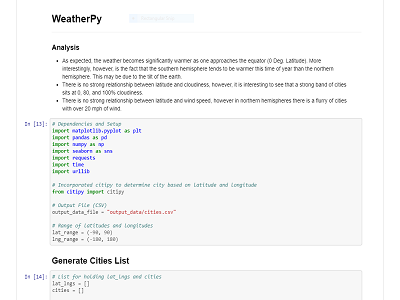 WeatherPy
Analysis
As expected, the weather becomes significantly warmer as one approaches the equator (0 Deg. Latitude). More
interestingly, however, is the fact that the southern hemisphere tends to be warmer this time of year than the northern
hemisphere. This may be due to the tilt of the earth.
There is no strong relationship between latitude and cloudiness, however, it is interesting to see that a strong band of cities
sits at 0, 80, and 100% cloudiness.
There is no strong relationship between latitude and wind speed, however in northern hemispheres there is a flurry of cities
with over 20 mph of wind.
In [13]: # Dependencies and Setup
import matplotlib.pyplot as plt
import pandas as pd
import numpy as np
import seaborn as sns
import requests
import time
import urllib
# Incorporated citipy to determine city based on latitude and longitude
from citipy import citipy
# Output File (CSV)
output_data_file = "output_data/cities.csv"
# Range of latitudes and longitudes
lat_range = (-90, 90)
lng_range = (-180, 180)
Generate Cities List
In [14]: # List for holding lat_lngs and cities
lat_lngs = []
cities = []